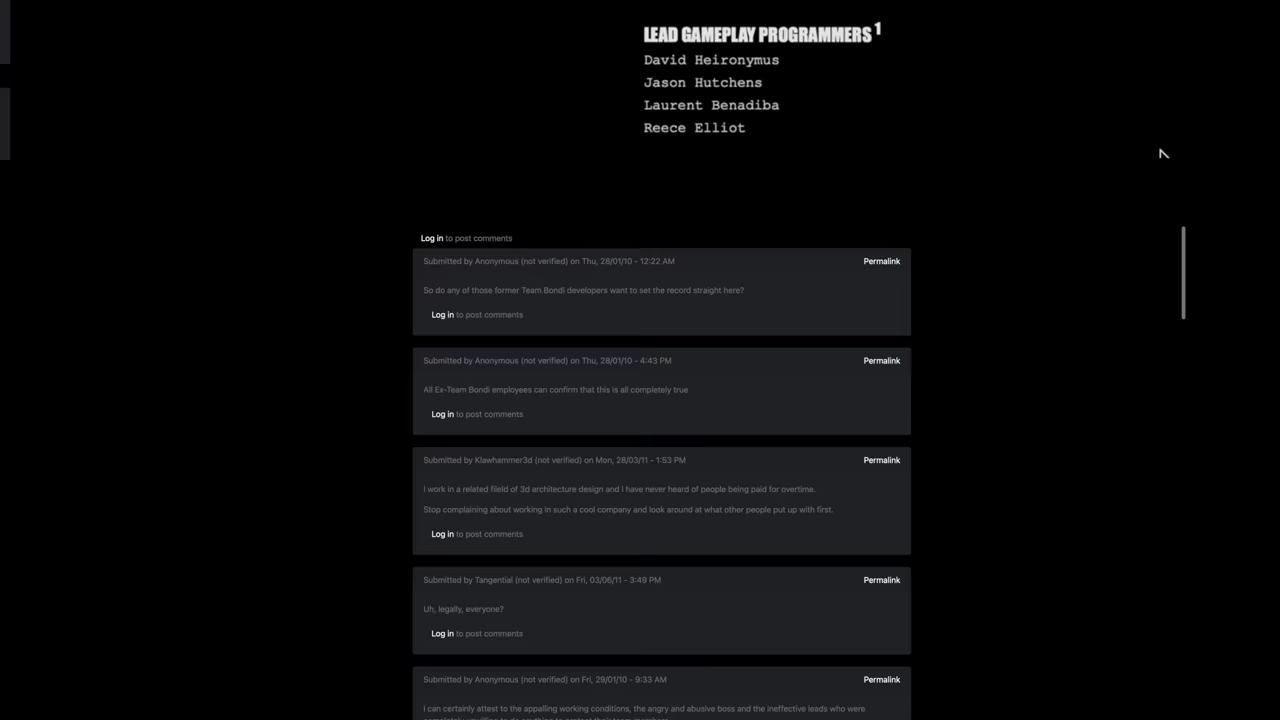 LEAD GAMEPLAY PROGRAMMERS 1
David Heironymus
Jason Hutchens
Laurent Benadiba
Reece Elliot
Log in to post comments
Submitted by Anonymous (not verified) on Thu, 28/01/10 - 12:22 AM Permalink
So do any of those former Team Bondi developers want to set the record straight here?
Log in to post comments
Submitted by Anonymous (not verified) on Thu, 28/01/10 - 4:43 PM Permalink
All Ex-Team Bondi employees can confirm that this is all completely true
Log in to post comments
Submitted by Klawhammer3d (not verified) on Mon, 28/03/11 - 1:53 PM Permalink
I work in a related fileld of 3d architecture design and I have never heard of people being paid for overtime.
Stop complaining about working in such a cool company and look around at what other people put up with first.
Log in to post comments
Submitted by Tangential (not verified) on Fri, 03/06/11 - 3:49 PM Permalink
Uh, legally, everyone?
Log in to post comments
Submitted by Anonymous (not verified) on Fri, 29/01/10 - 9:33 AM Permalink
I can certainly attest to the appalling working conditions, the angry and abusive boss and the ineffective leads who were